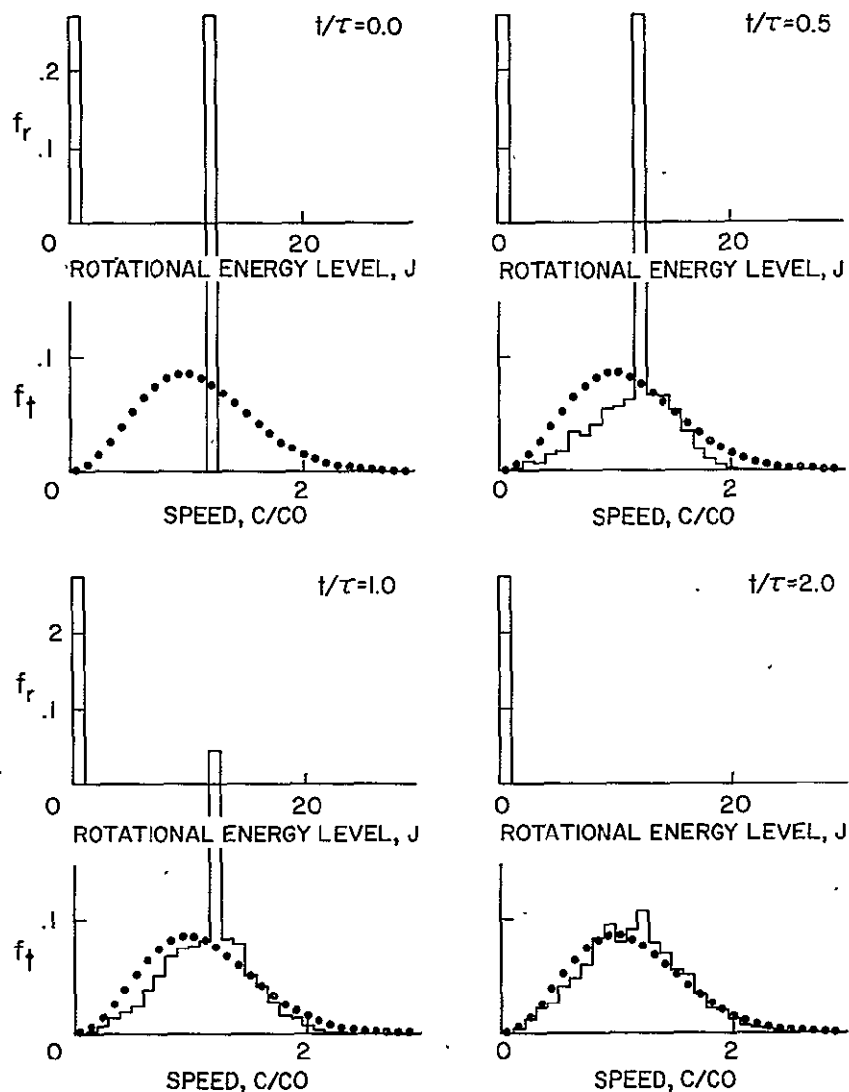 t/τ=0.0
.2
.1
f_r
0
20
ROTATIONAL ENERGY LEVEL, J
.1
f_t
0
2
SPEED, C/CO
t/τ=0.5
0
20
ROTATIONAL ENERGY LEVEL, J
0
2
SPEED, C/CO
t/τ=1.0
2
.1
f_r
0
20
ROTATIONAL ENERGY LEVEL, J
.1
f_t
0
2
SPEED, C/CO
t/τ=2.0
0
20
ROTATIONAL ENERGY LEVEL, J
0
2
SPEED, C/CO